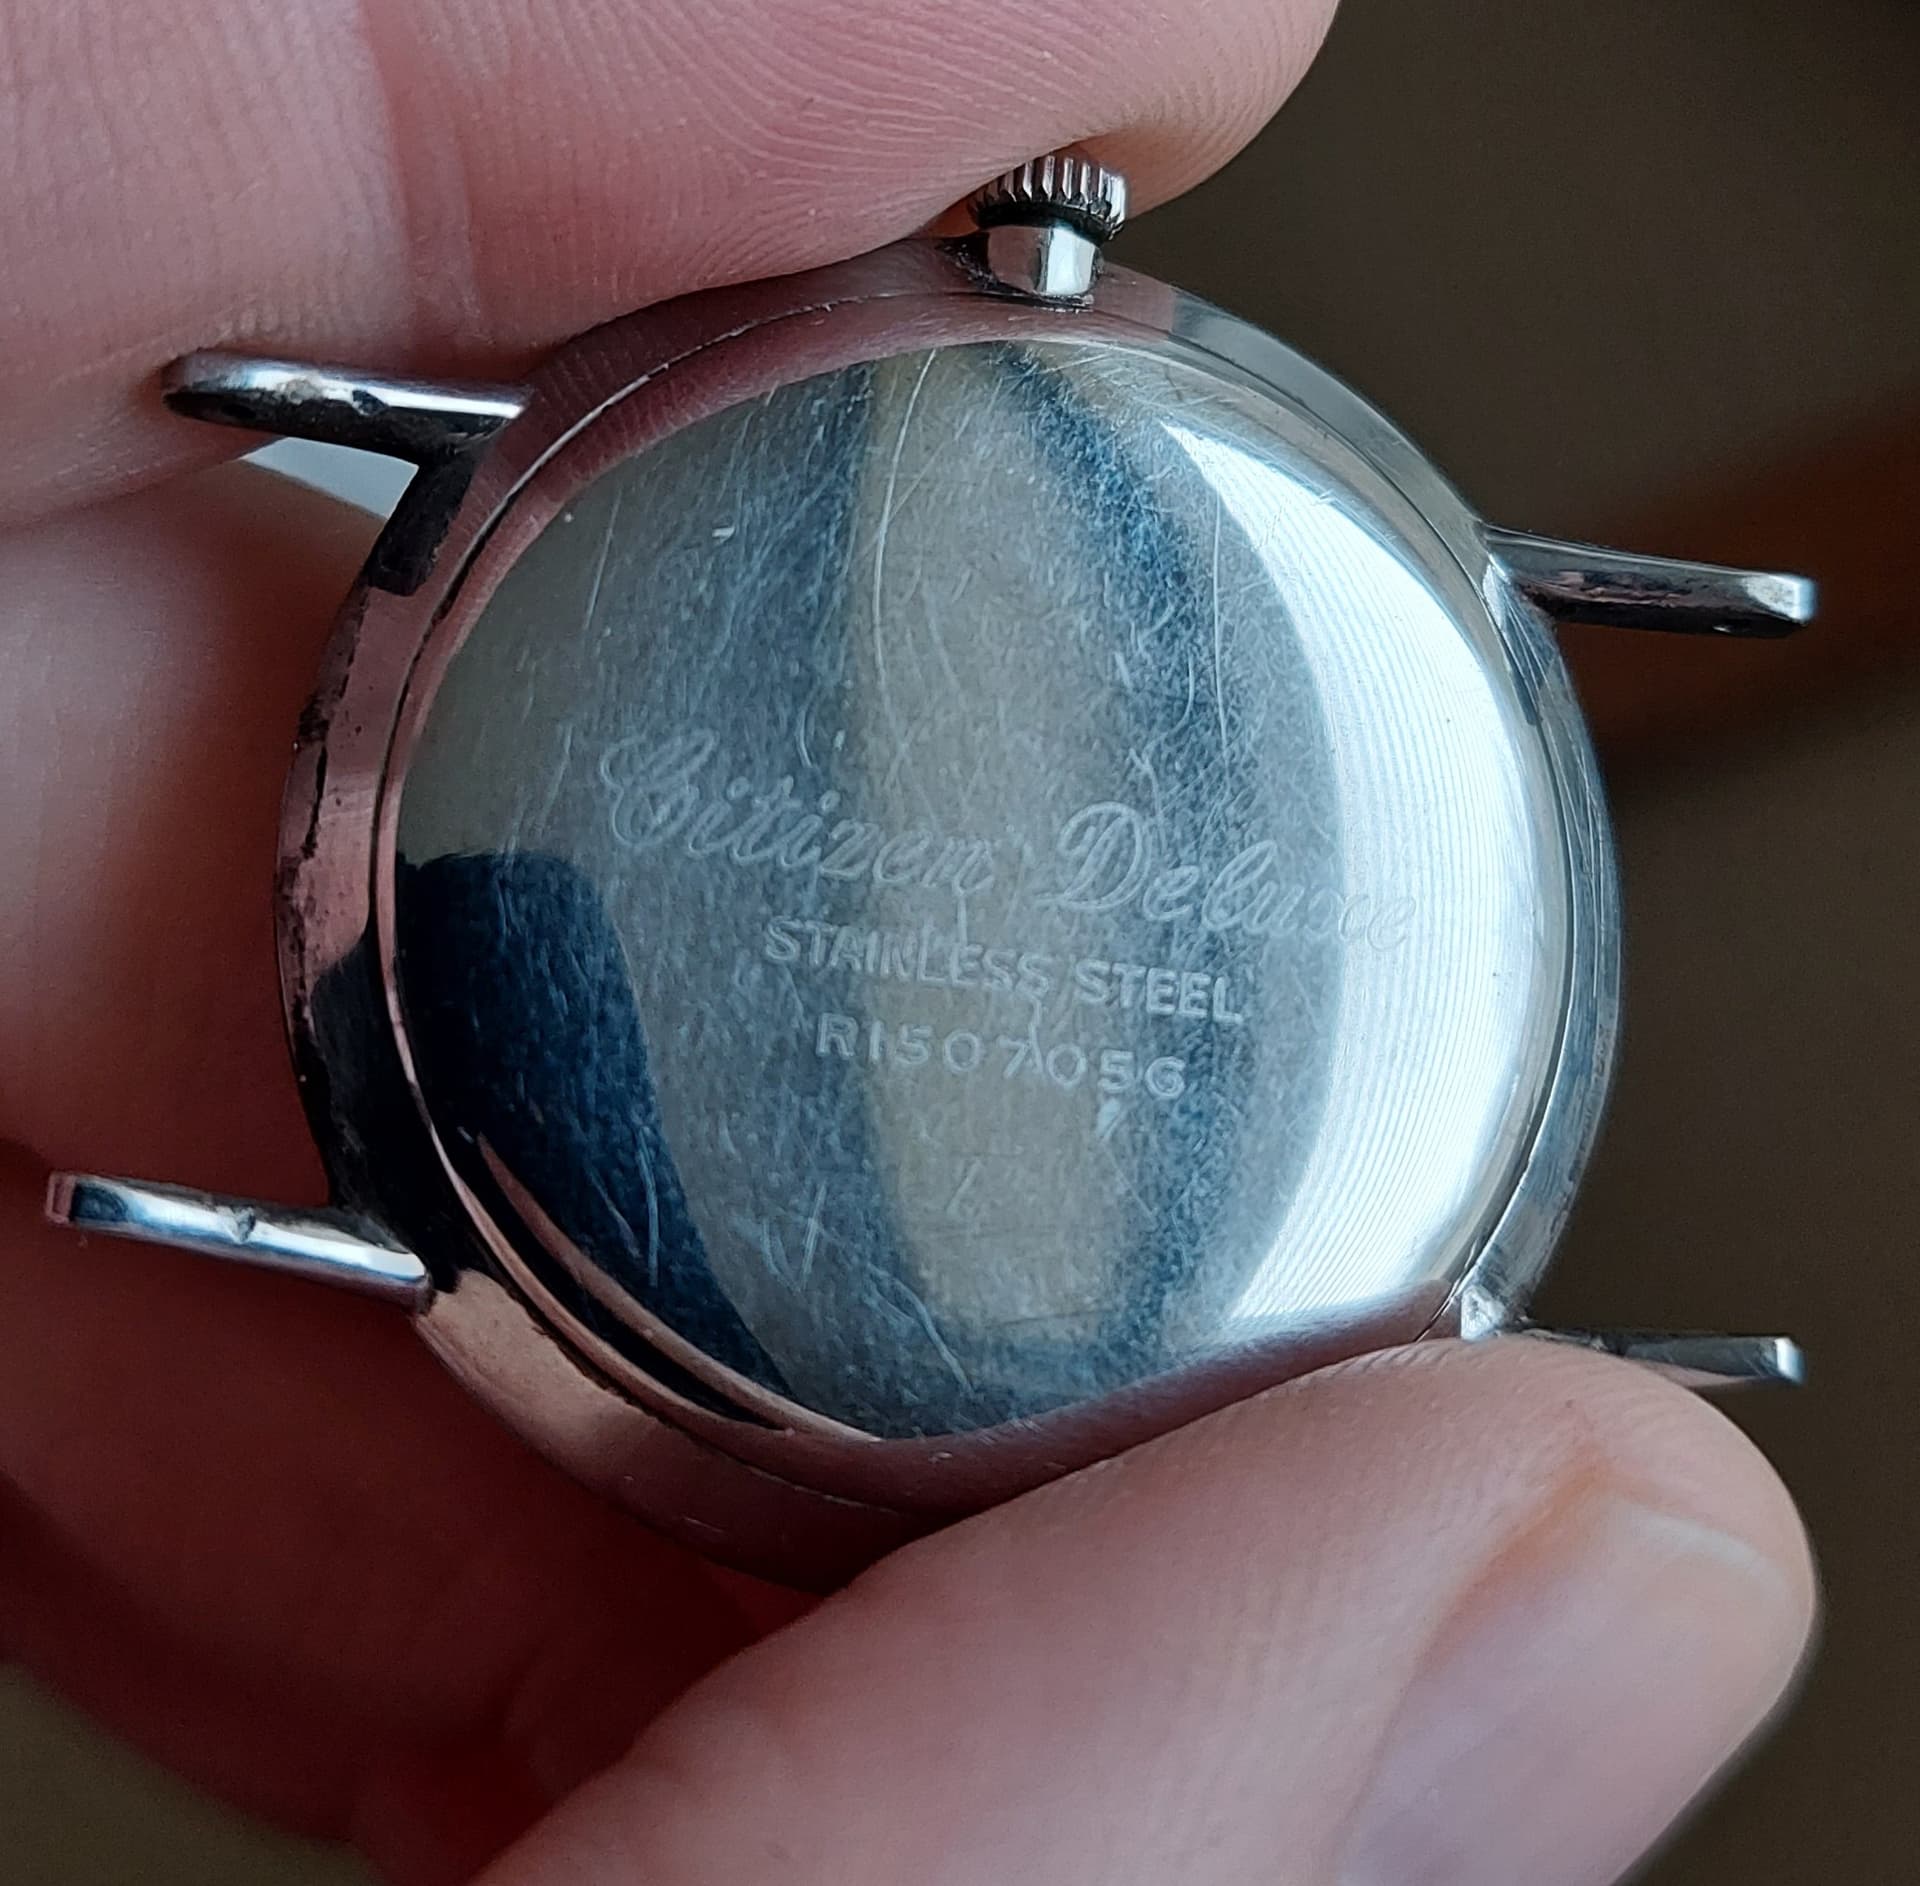 Citizen Deluxe
STAINLESS STEEL
R1507056